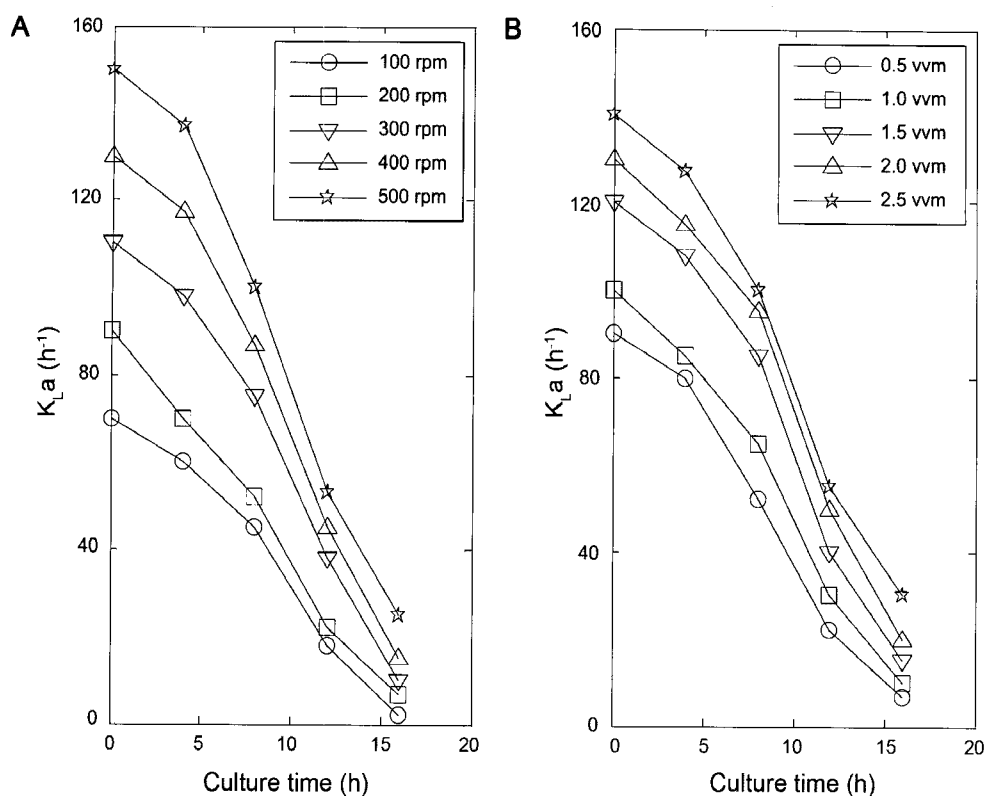 A
160
120
80
40
0
K_L a (h⁻¹)
100 rpm
200 rpm
300 rpm
400 rpm
500 rpm
0 5 10 15 20
Culture time (h)
B
160
120
80
40
0
K_L a (h⁻¹)
0.5 vvm
1.0 vvm
1.5 vvm
2.0 vvm
2.5 vvm
0 5 10 15 20
Culture time (h)